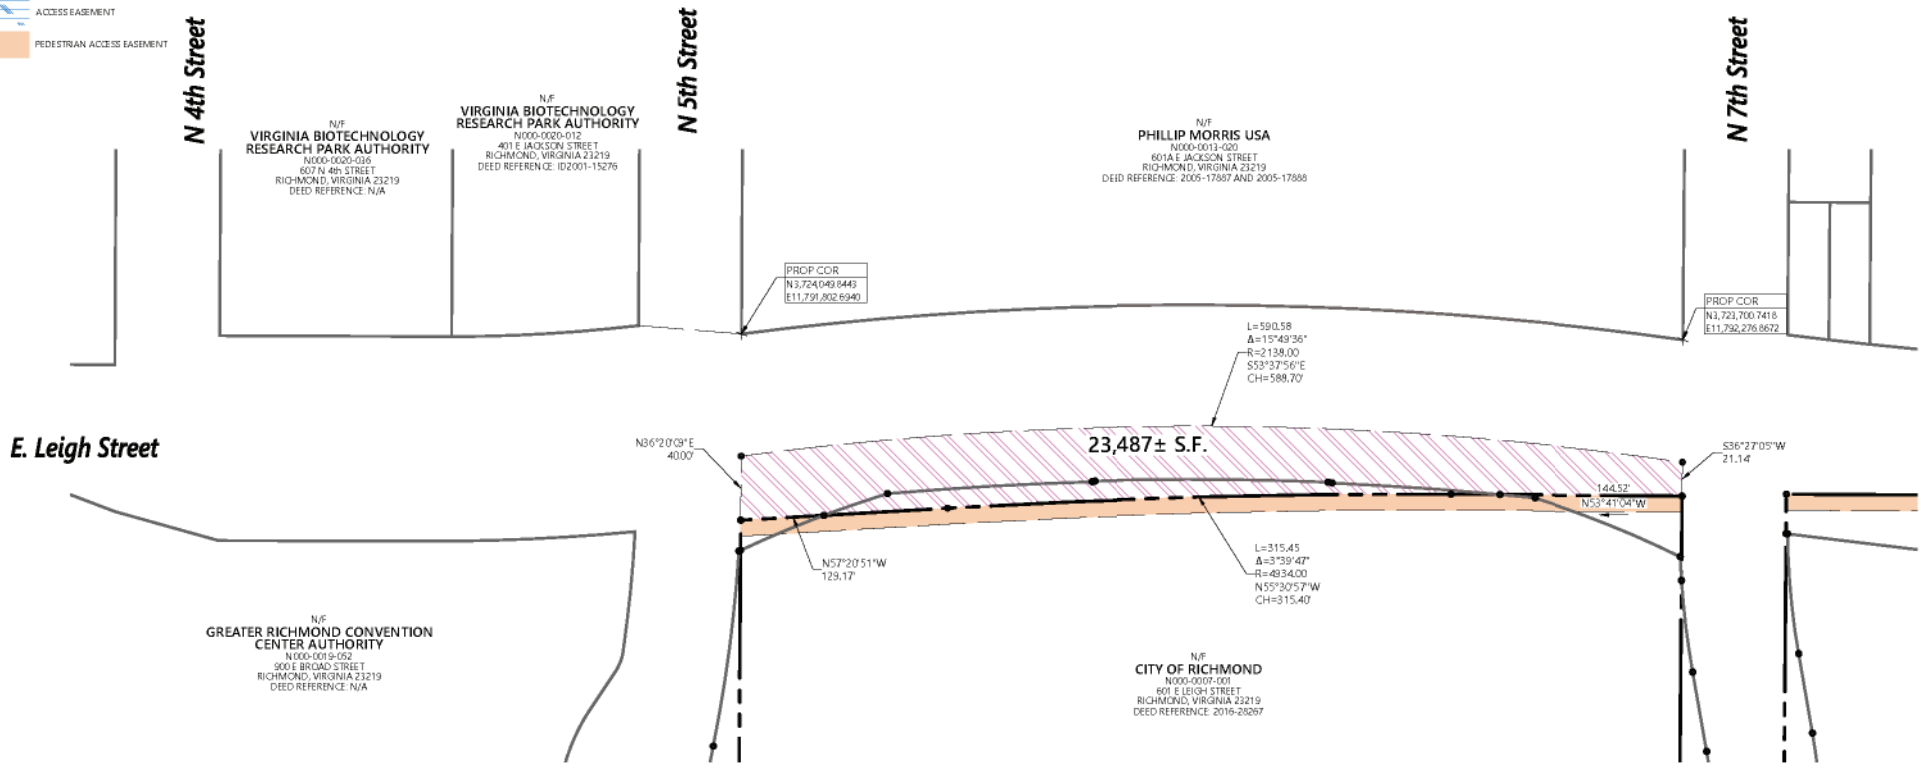 ACCESS EASEMENT
PEDESTRIAN ACCESS EASEMENT
N 4th Street
N 5th Street
N 7th Street
N/F
VIRGINIA BIOTECHNOLOGY
RESEARCH PARK AUTHORITY
N000-0020-036
607 N 4th STREET
RICHMOND, VIRGINIA 23219
DEED REFERENCE: N/A
N/F
VIRGINIA BIOTECHNOLOGY
RESEARCH PARK AUTHORITY
N000-0020-012
401 E JACKSON STREET
RICHMOND, VIRGINIA 23219
DEED REFERENCE: ID2001-15276
N/F
PHILLIP MORRIS USA
N000-0013-020
601A E JACKSON STREET
RICHMOND, VIRGINIA 23219
DEED REFERENCE: 2005-17887 AND 2005-17888
PROP COR
N3,724,049.8443
E11,791,802.6940
PROP COR
N3,723,700.7418
E11,792,276.8672
L=590.58
Δ=15°49'36"
R=2138.00
S53°37'56"E
CH=588.70'
E. Leigh Street
N36°20'09"E
40.00'
23,487± S.F.
S36°27'05"W
21.14'
144.52'
N53°41'04"W
N57°20'51"W
129.17'
L=315.45
Δ=3°39'47"
R=4934.00
N55°30'57"W
CH=315.40'
N/F
GREATER RICHMOND CONVENTION
CENTER AUTHORITY
N000-0019-052
900 E BROAD STREET
RICHMOND, VIRGINIA 23219
DEED REFERENCE: N/A
N/F
CITY OF RICHMOND
N000-0007-001
601 E LEIGH STREET
RICHMOND, VIRGINIA 23219
DEED REFERENCE: 2016-28267